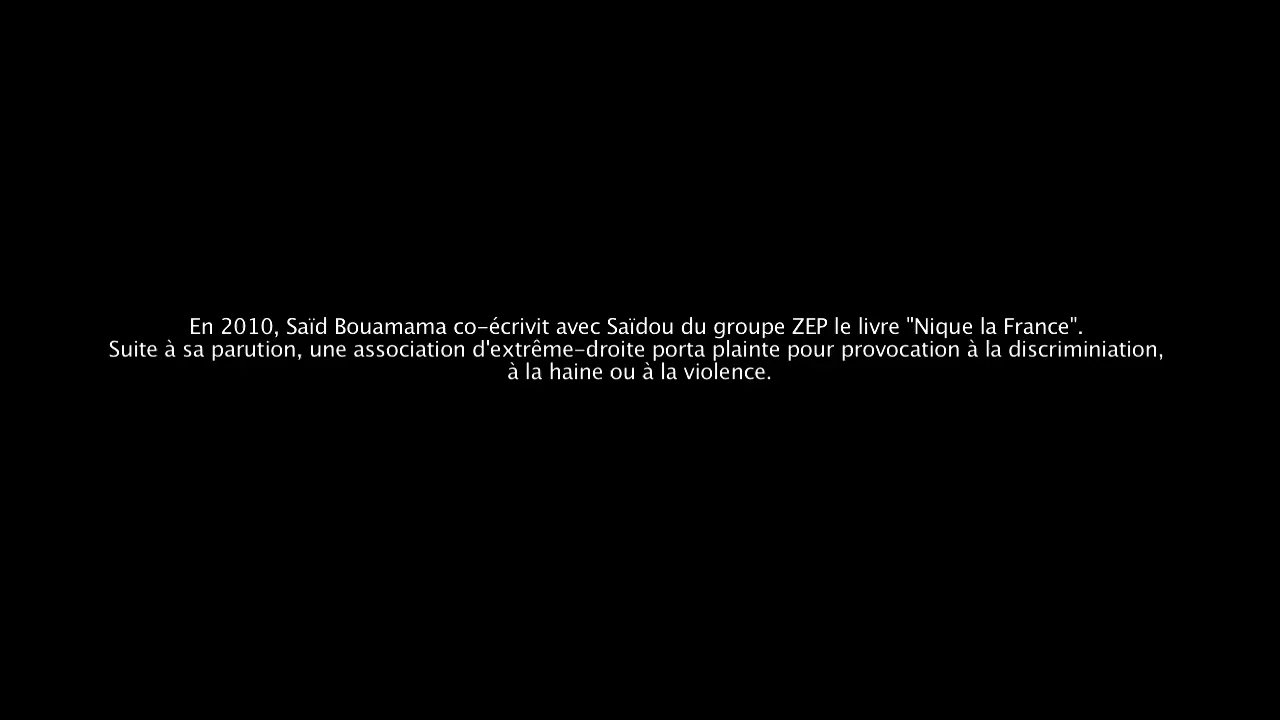 En 2010, Saïd Bouamama co-écrivit avec Saïdou du groupe ZEP le livre "Nique la France".
Suite à sa parution, une association d'extrême-droite porta plainte pour provocation à la discriminiation,
à la haine ou à la violence.